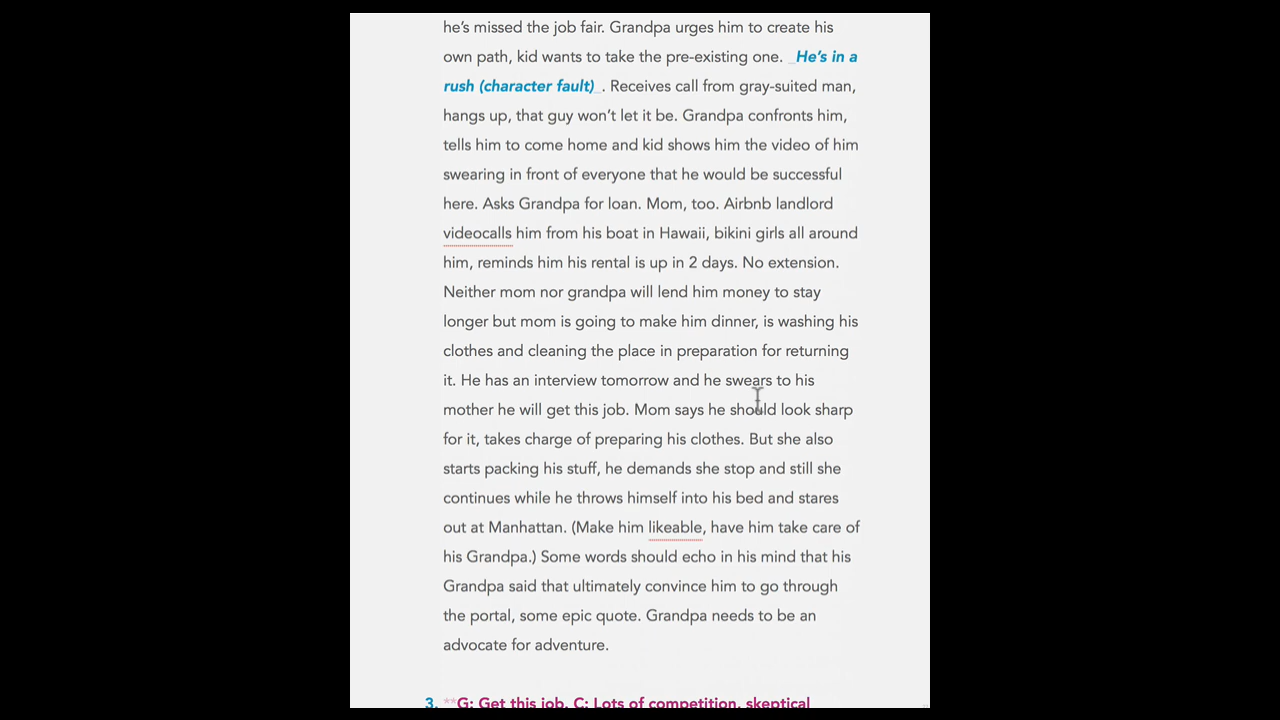 he’s missed the job fair. Grandpa urges him to create his
own path, kid wants to take the pre-existing one. _He’s in a
rush (character fault)_. Receives call from gray-suited man,
hangs up, that guy won’t let it be. Grandpa confronts him,
tells him to come home and kid shows him the video of him
swearing in front of everyone that he would be successful
here. Asks Grandpa for loan. Mom, too. Airbnb landlord
videocalls him from his boat in Hawaii, bikini girls all around
him, reminds him his rental is up in 2 days. No extension.
Neither mom nor grandpa will lend him money to stay
longer but mom is going to make him dinner, is washing his
clothes and cleaning the place in preparation for returning
it. He has an interview tomorrow and he swears to his
mother he will get this job. Mom says he should look sharp
for it, takes charge of preparing his clothes. But she also
starts packing his stuff, he demands she stop and still she
continues while he throws himself into his bed and stares
out at Manhattan. (Make him likeable, have him take care of
his Grandpa.) Some words should echo in his mind that his
Grandpa said that ultimately convince him to go through
the portal, some epic quote. Grandpa needs to be an
advocate for adventure.
3. **G: Get this job. C: Lots of competition, skeptical